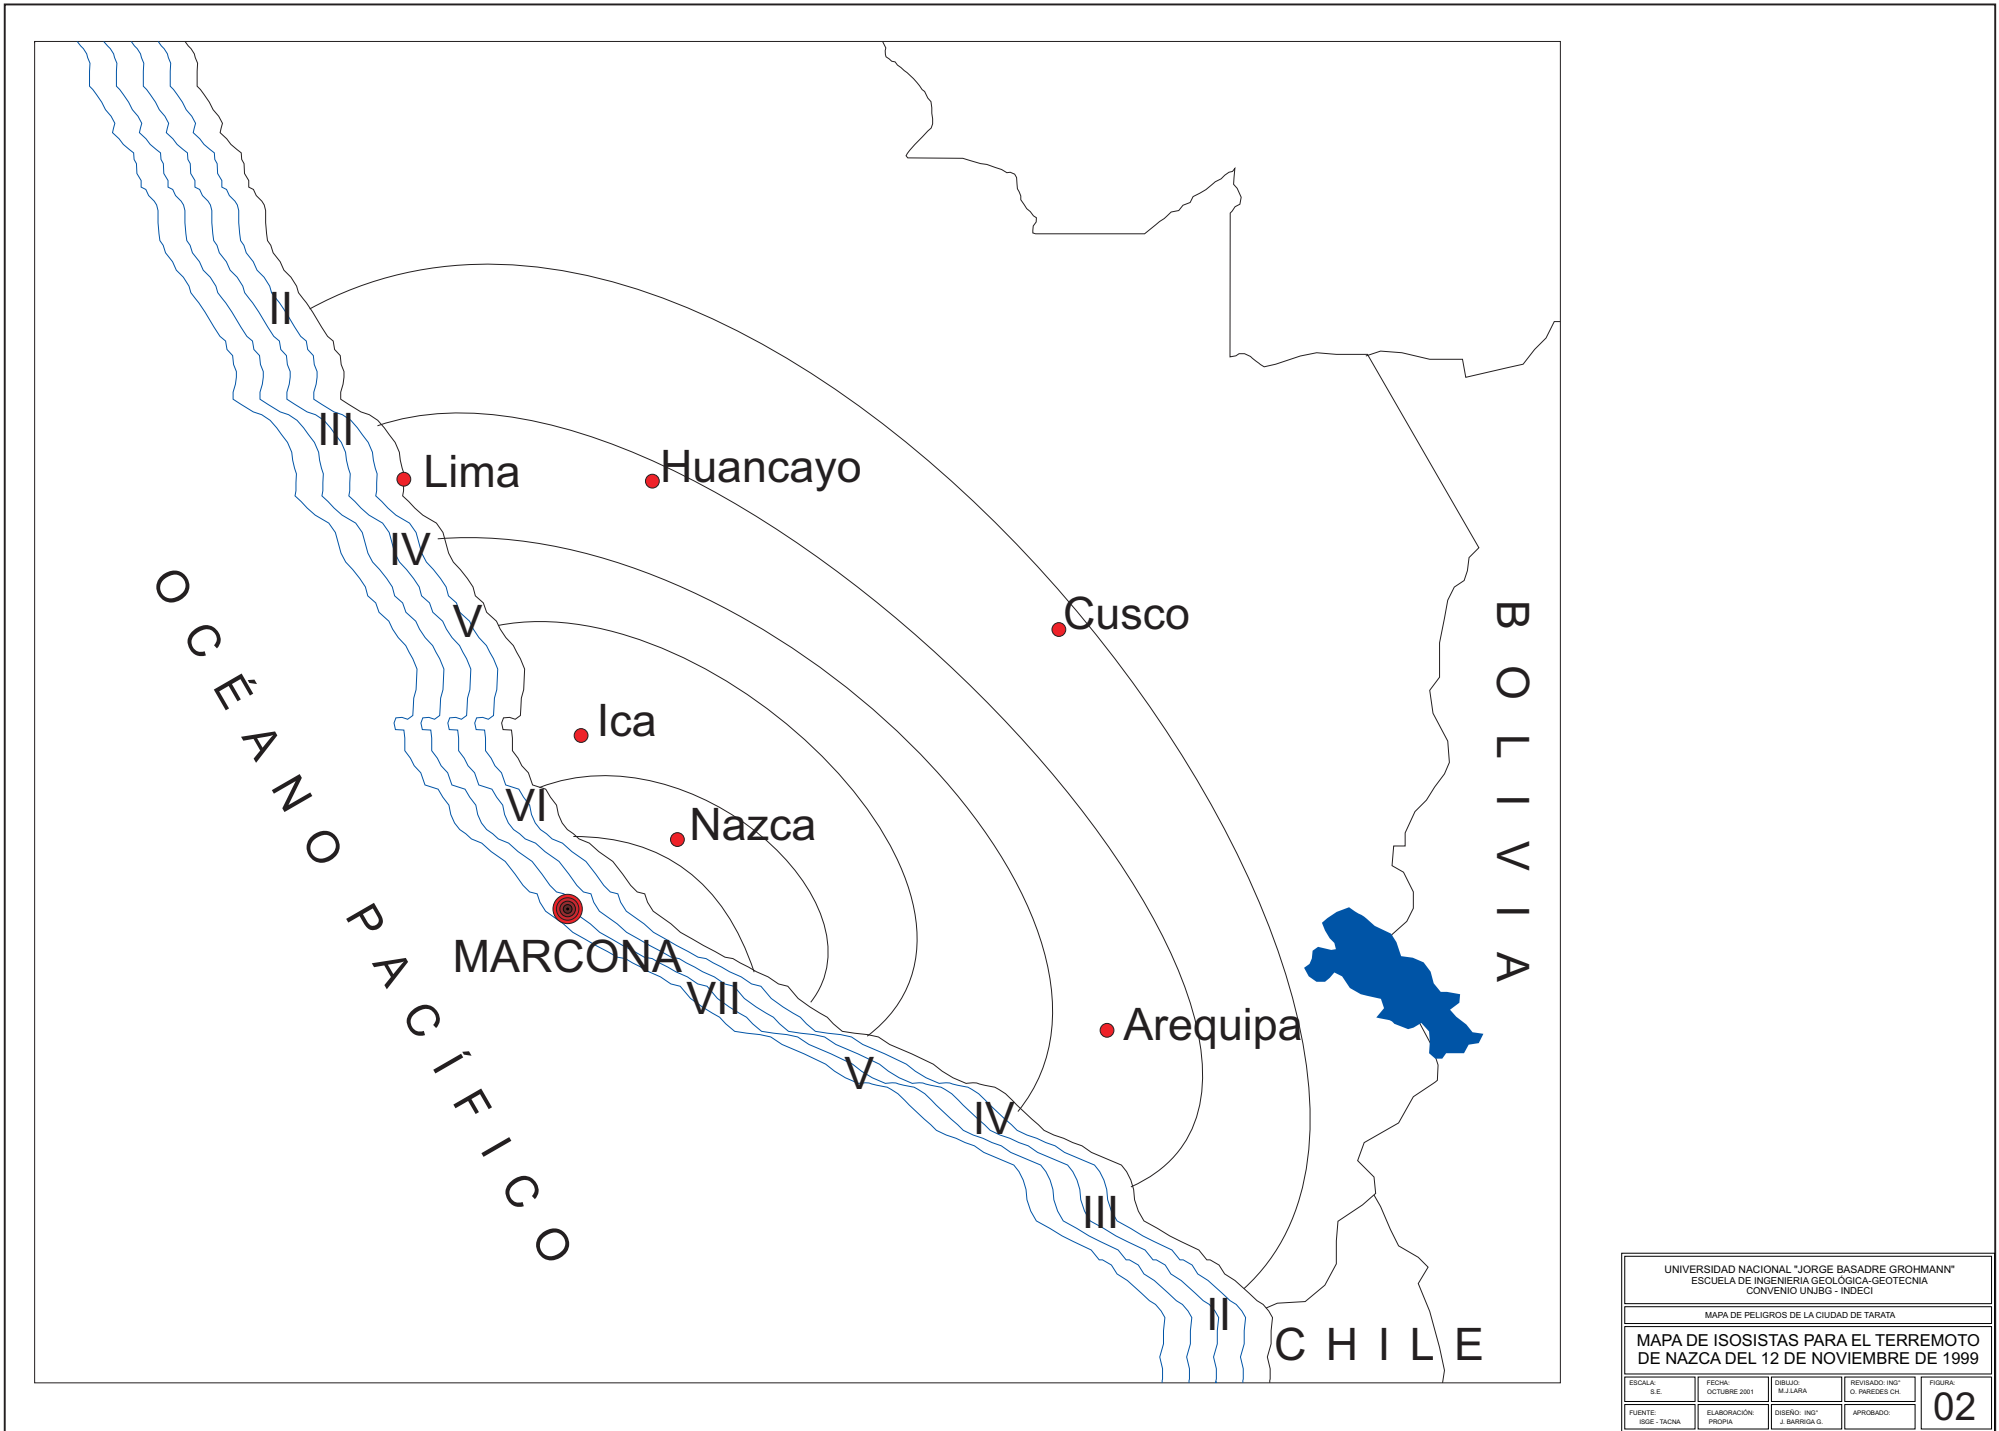 II
III
Lima
Huancayo
IV
V
Cusco
Ica
VI
Nazca
MARCONA
VII
Arequipa
V
IV
III
II
OCÉANO PACÍFICO
BOLIVIA
CHILE
UNIVERSIDAD NACIONAL "JORGE BASADRE GROHMANN"
ESCUELA DE INGENIERIA GEOLÓGICA-GEOTECNIA
CONVENIO UNJBG - INDECI
MAPA DE PELIGROS DE LA CIUDAD DE TARATA
MAPA DE ISOSISTAS PARA EL TERREMOTO
DE NAZCA DEL 12 DE NOVIEMBRE DE 1999
ESCALA:
S.E.
FECHA:
OCTUBRE 2001
DIBUJO:
M.J.LARA
REVISADO: ING°
O. PAREDES CH.
FIGURA:
02
FUENTE:
ISGE - TACNA
ELABORACIÓN:
PROPIA
DISEÑO: ING°
J. BARRIGA G.
APROBADO: